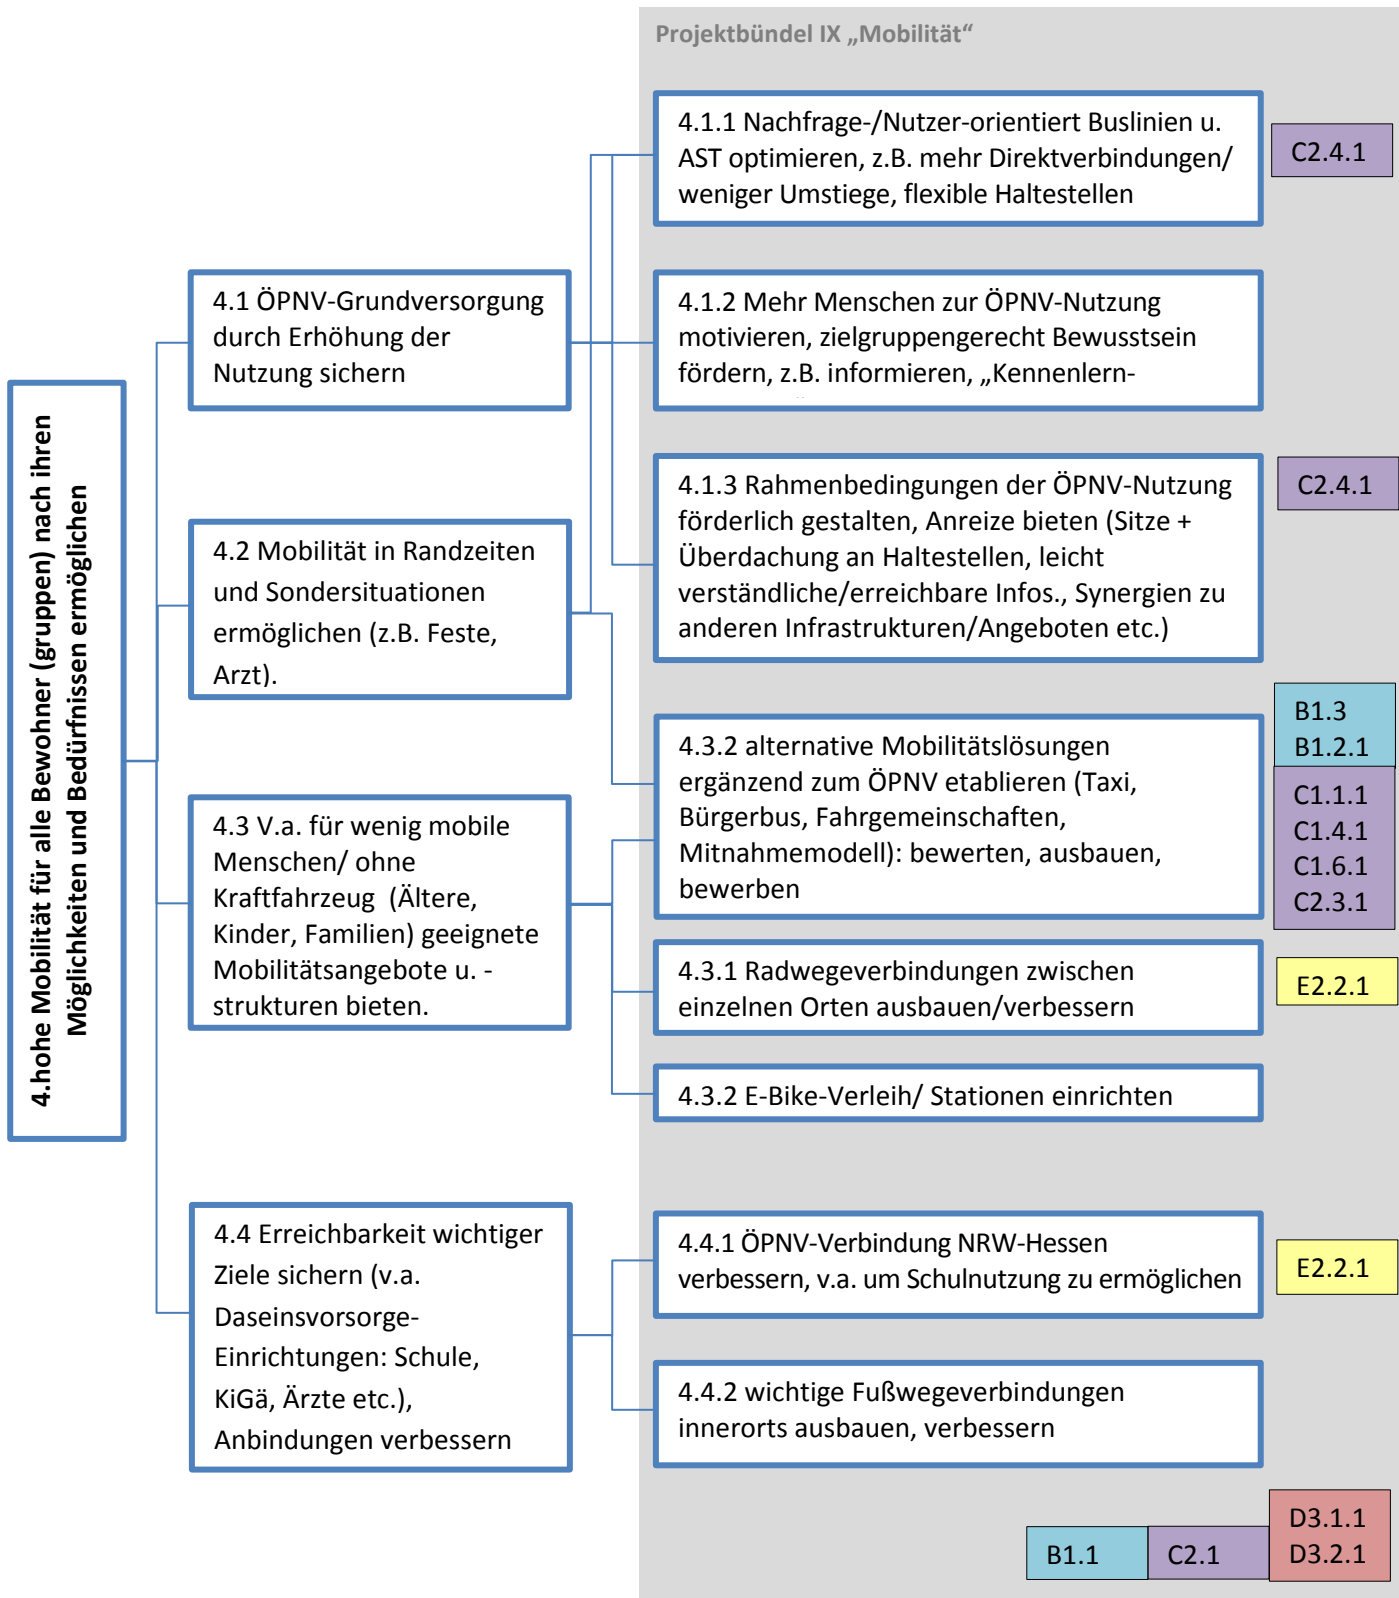 Projektbündel IX „Mobilität“
4.hohe Mobilität für alle Bewohner (gruppen) nach ihren
Möglichkeiten und Bedürfnissen ermöglichen
4.1 ÖPNV-Grundversorgung
durch Erhöhung der
Nutzung sichern
4.2 Mobilität in Randzeiten
und Sondersituationen
ermöglichen (z.B. Feste,
Arzt).
4.3 V.a. für wenig mobile
Menschen/ ohne
Kraftfahrzeug (Ältere,
Kinder, Familien) geeignete
Mobilitätsangebote u. -
strukturen bieten.
4.4 Erreichbarkeit wichtiger
Ziele sichern (v.a.
Daseinsvorsorge-
Einrichtungen: Schule,
KiGä, Ärzte etc.),
Anbindungen verbessern
4.1.1 Nachfrage-/Nutzer-orientiert Buslinien u.
AST optimieren, z.B. mehr Direktverbindungen/
weniger Umstiege, flexible Haltestellen
C2.4.1
4.1.2 Mehr Menschen zur ÖPNV-Nutzung
motivieren, zielgruppengerecht Bewusstsein
fördern, z.B. informieren, „Kennenlern-
4.1.3 Rahmenbedingungen der ÖPNV-Nutzung
förderlich gestalten, Anreize bieten (Sitze +
Überdachung an Haltestellen, leicht
verständliche/erreichbare Infos., Synergien zu
anderen Infrastrukturen/Angeboten etc.)
C2.4.1
4.3.2 alternative Mobilitätslösungen
ergänzend zum ÖPNV etablieren (Taxi,
Bürgerbus, Fahrgemeinschaften,
Mitnahmemodell): bewerten, ausbauen,
bewerben
B1.3
B1.2.1
C1.1.1
C1.4.1
C1.6.1
C2.3.1
4.3.1 Radwegeverbindungen zwischen
einzelnen Orten ausbauen/verbessern
E2.2.1
4.3.2 E-Bike-Verleih/ Stationen einrichten
4.4.1 ÖPNV-Verbindung NRW-Hessen
verbessern, v.a. um Schulnutzung zu ermöglichen
E2.2.1
4.4.2 wichtige Fußwegeverbindungen
innerorts ausbauen, verbessern
B1.1
C2.1
D3.1.1
D3.2.1